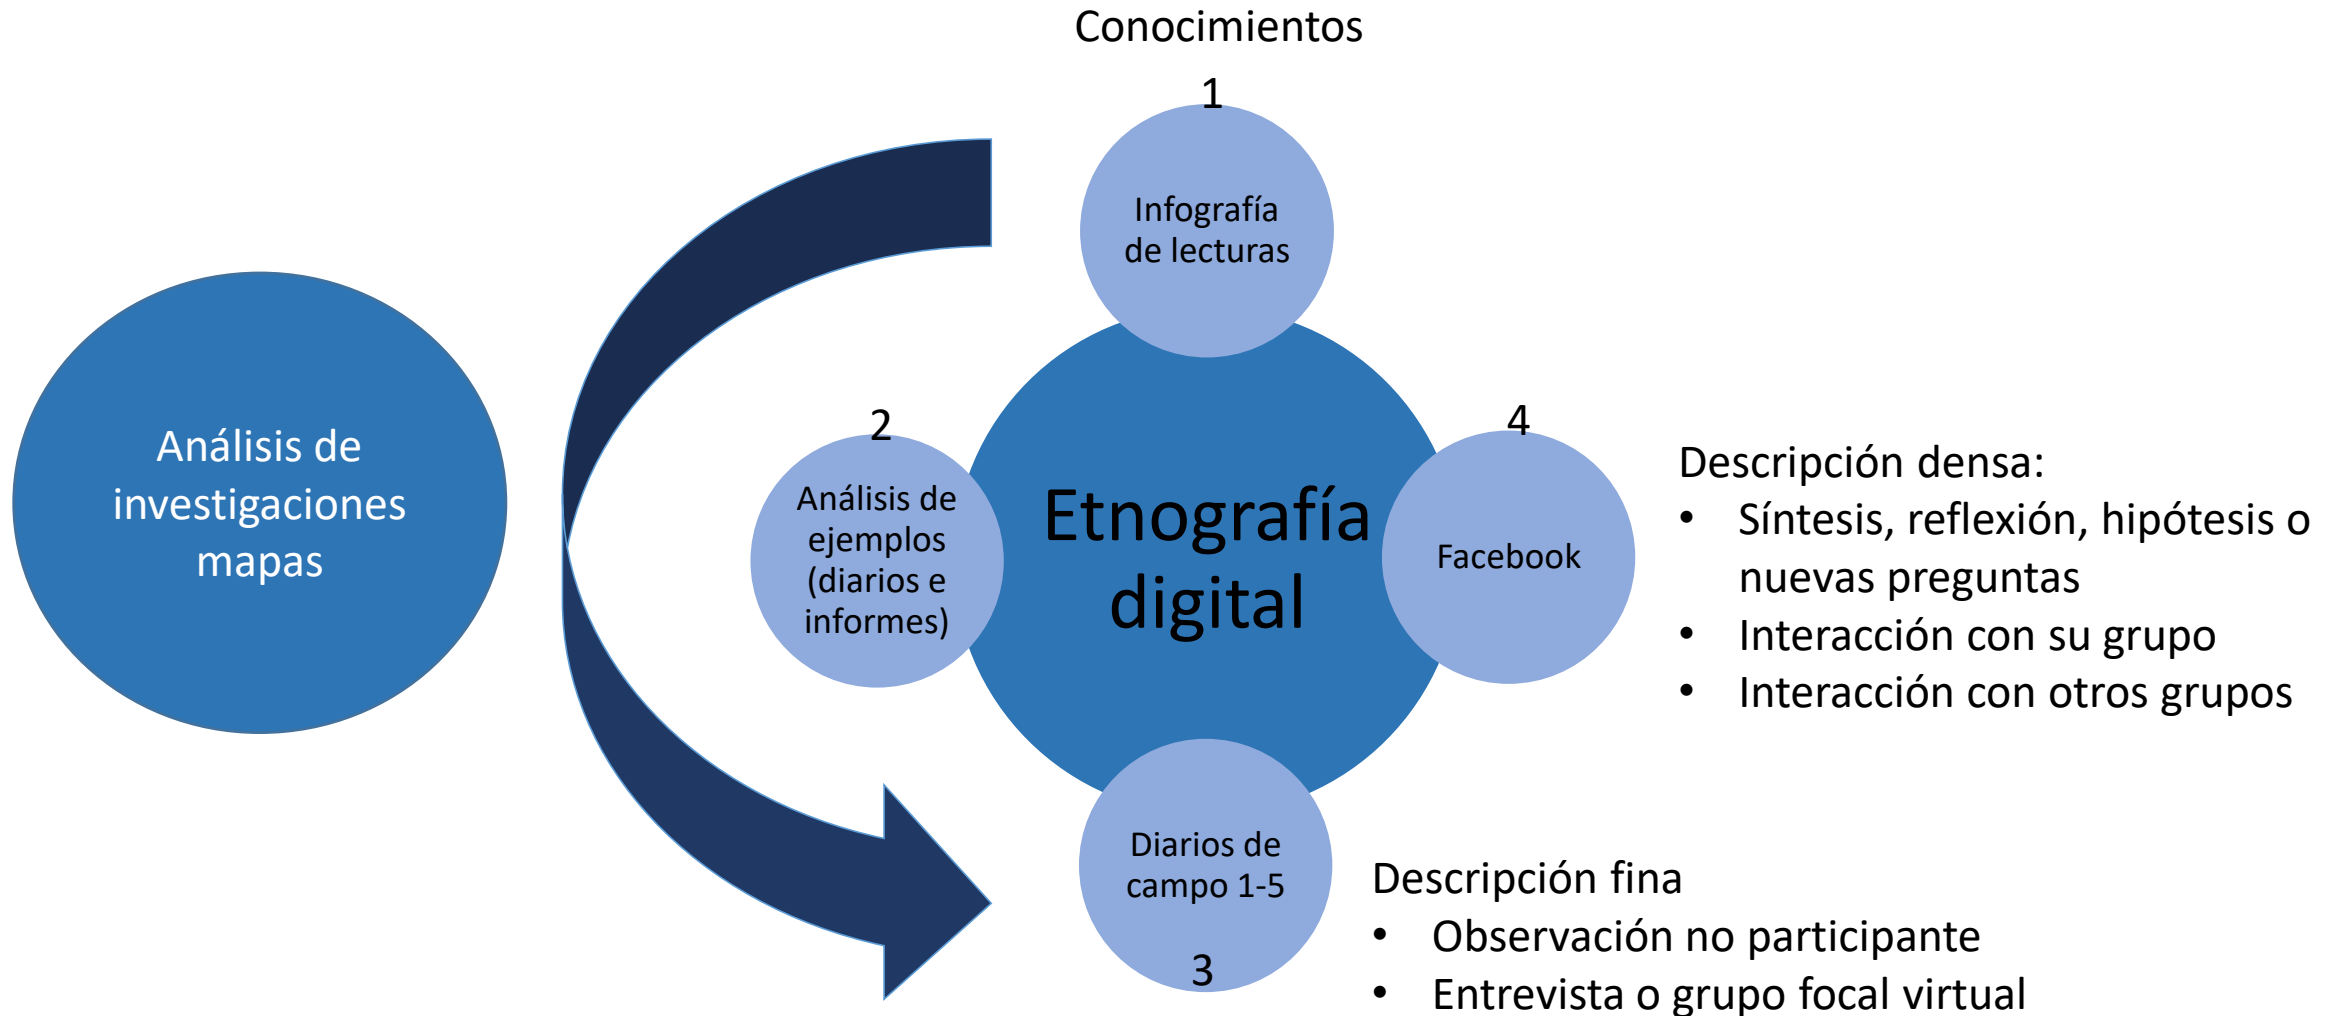 Conocimientos
1
Infografía
de lecturas
Análisis de
investigaciones
mapas
2
Análisis de
ejemplos
(diarios e
informes)
Etnografía
digital
4
Facebook
Descripción densa:
• Síntesis, reflexión, hipótesis o
nuevas preguntas
• Interacción con su grupo
• Interacción con otros grupos
Diarios de
campo 1-5
3
Descripción fina
• Observación no participante
• Entrevista o grupo focal virtual